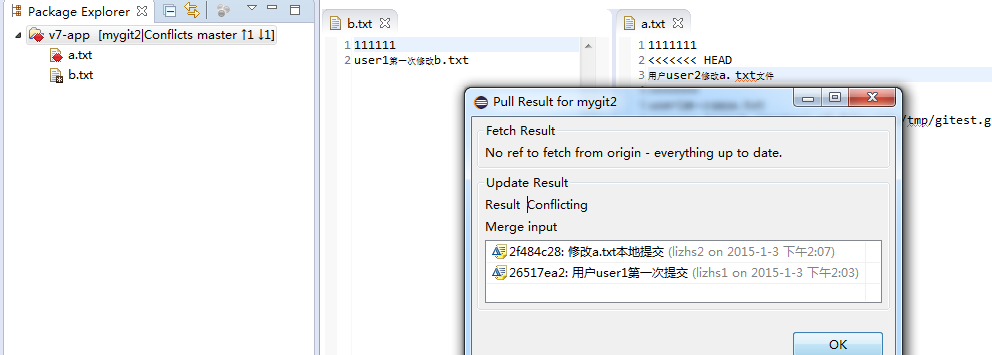 Package Explorer
v7-app [mygit2|Conflicts master ↑1 ↓1]
a.txt
b.txt
b.txt
1 111111
2 user1第一次修改b.txt
a.txt
1 1111111
2 <<<<<<< HEAD
3 用户user2修改a.txt文件
/tmp/gitest.g
Pull Result for mygit2
Fetch Result
No ref to fetch from origin - everything up to date.
Update Result
Result Conflicting
Merge input
2f484c28: 修改a.txt本地提交 (lizhs2 on 2015-1-3 下午2:07)
26517ea2: 用户user1第一次提交 (lizhs1 on 2015-1-3 下午2:03)
OK